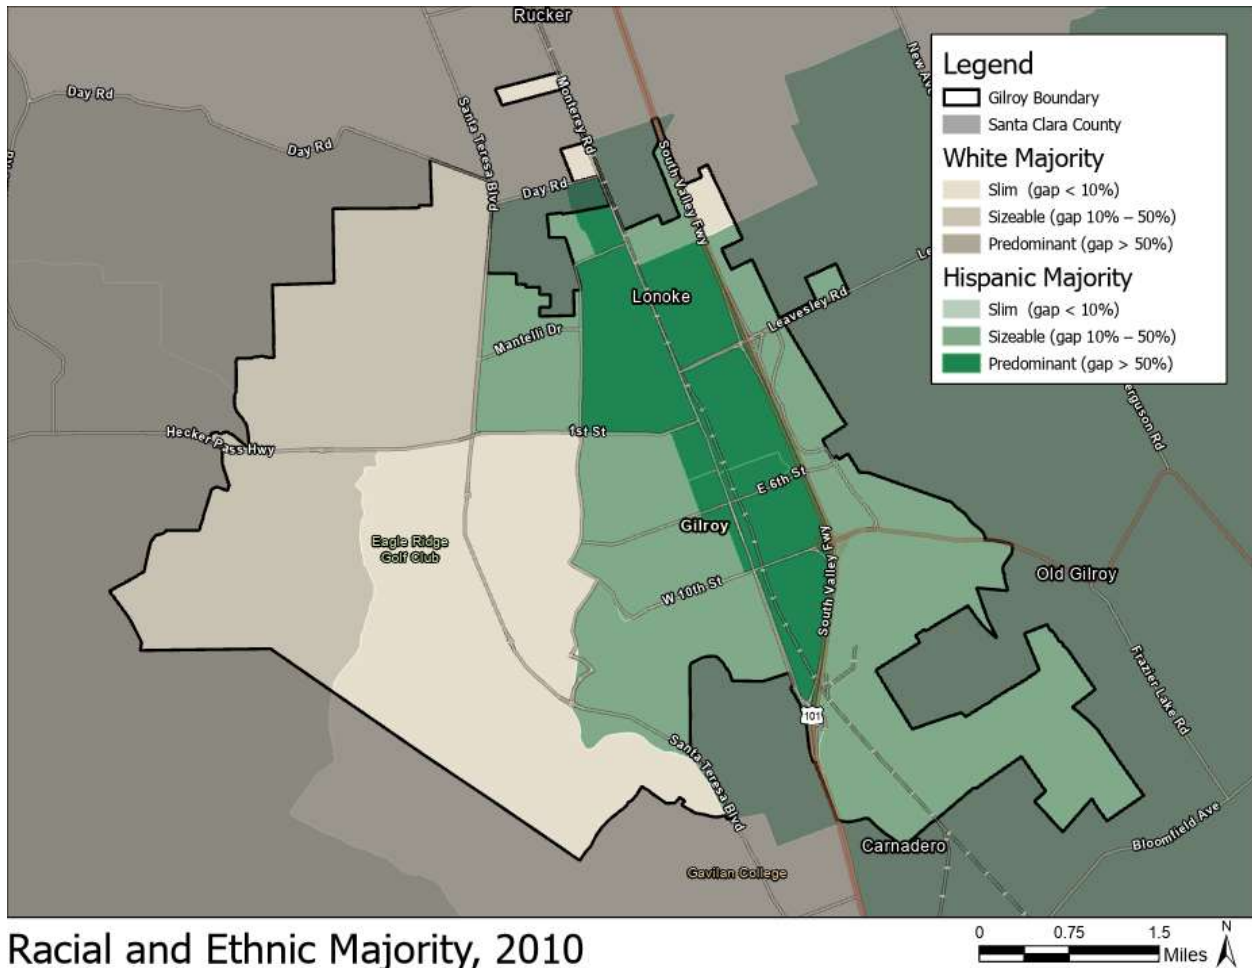 Rucker
New Ave
Legend
Gilroy Boundary
Santa Clara County
White Majority
Slim (gap < 10%)
Sizeable (gap 10% – 50%)
Predominant (gap > 50%)
Hispanic Majority
Slim (gap < 10%)
Sizeable (gap 10% – 50%)
Predominant (gap > 50%)
Day Rd
Santa Teresa Blvd
Monterey Rd
Day Rd
South Valley Fwy
Day Rd
Lonoke
Leavesley Rd
Mantelli Dr
Hecker Pass Hwy
1st St
E 6th St
Gilroy
Eagle Ridge
Golf Club
Old Gilroy
W 10th St
South Valley Fwy
Frazier Lake Rd
101
Santa Teresa Blvd
Carnadero
Bloomfield Ave
Gavilan College
Racial and Ethnic Majority, 2010
0 0.75 1.5
Miles
N